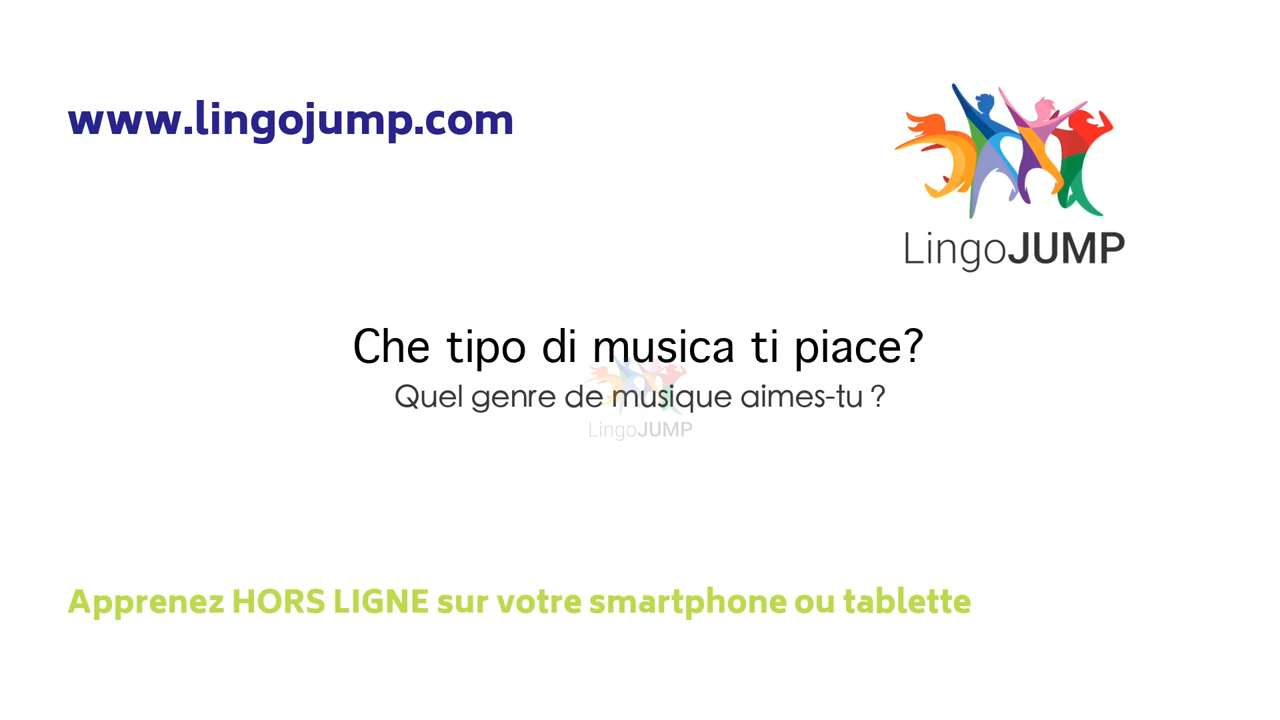 www.lingojump.com
LingoJUMP
Che tipo di musica ti piace?
Quel genre de musique aimes-tu ?
LingoJUMP
Apprenez HORS LIGNE sur votre smartphone ou tablette